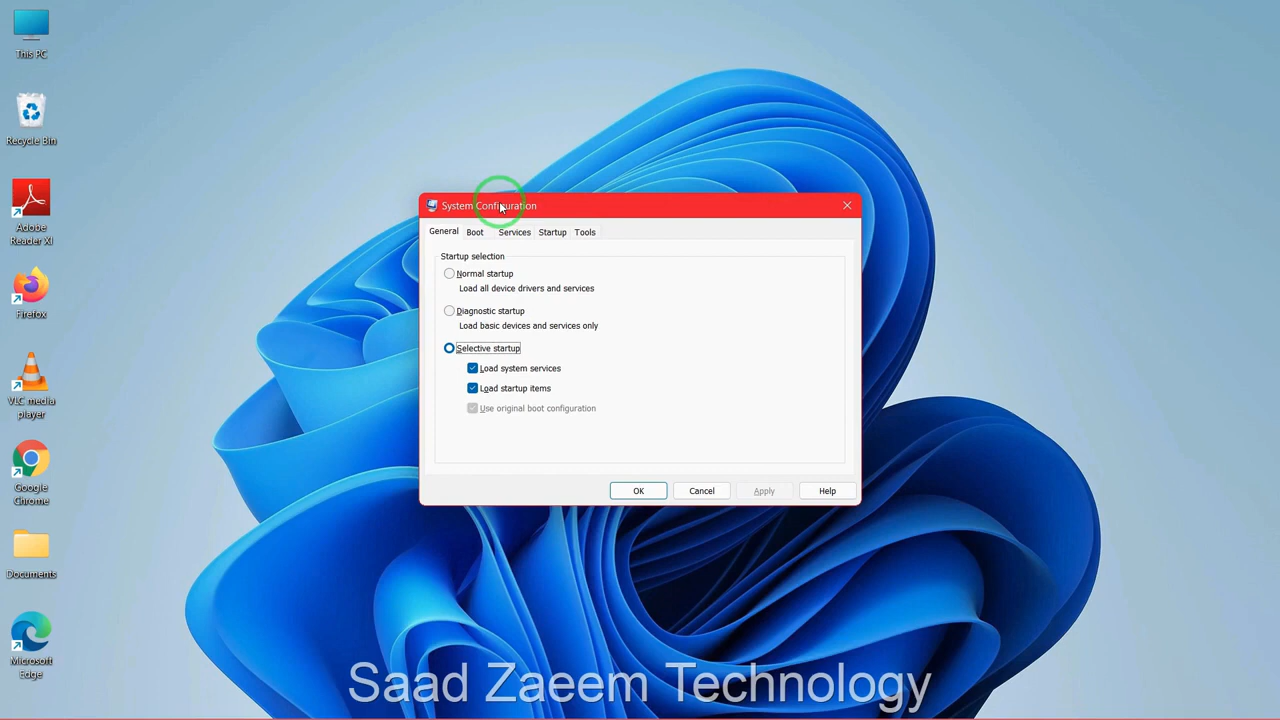 This PC
Recycle Bin
Adobe
Reader XI
Firefox
VLC media
player
Google
Chrome
Documents
Microsoft
Edge
System Configuration
General Boot Services Startup Tools
Startup selection
Normal startup
Load all device drivers and services
Diagnostic startup
Load basic devices and services only
Selective startup
Load system services
Load startup items
Use original boot configuration
OK Cancel Apply Help
Saad Zaeem Technology